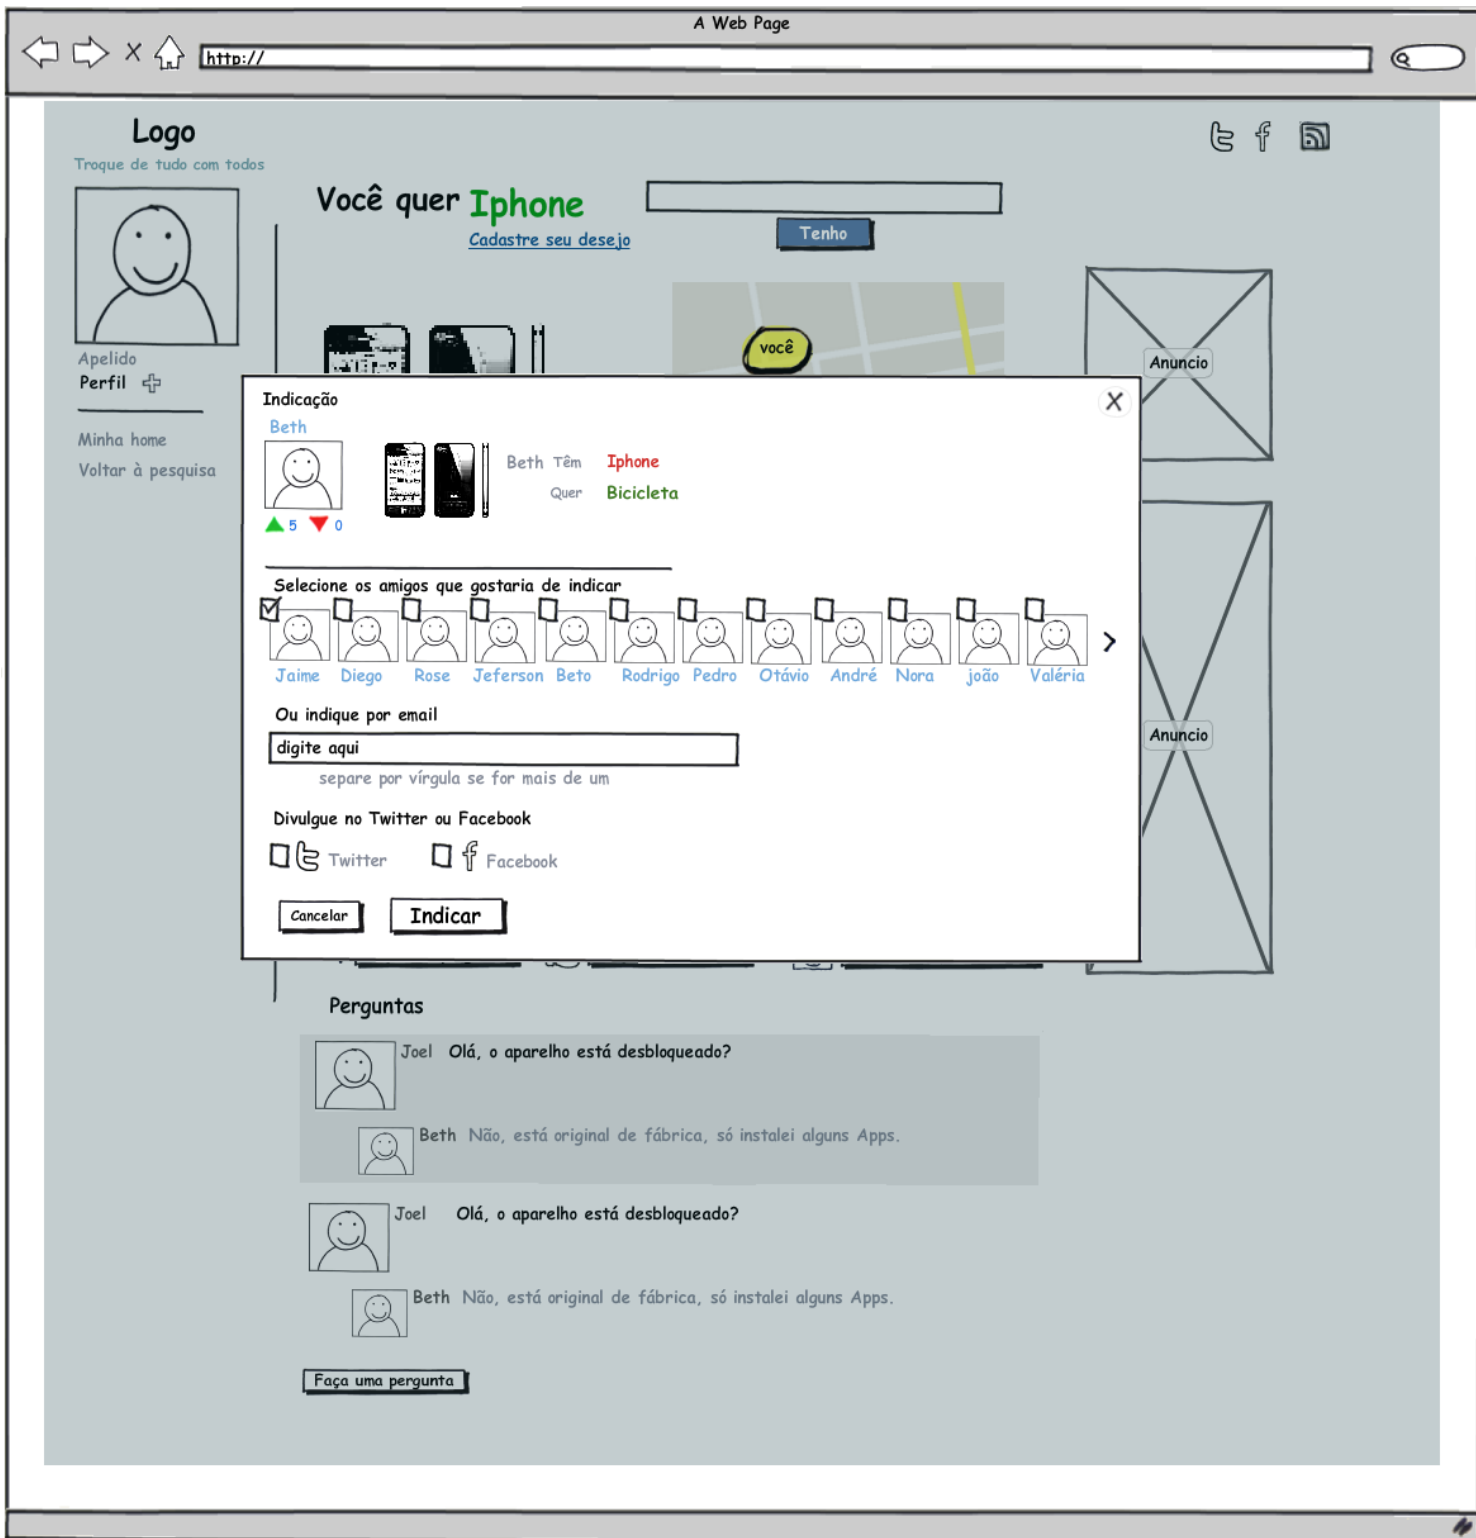 A Web Page
http://
Logo
Troque de tudo com todos
Você quer Iphone
Cadastre seu desejo
Tenho
você
Anuncio
Apelido
Perfil
Minha home
Voltar à pesquisa
Indicação
X
Beth
Beth Têm Iphone
Quer Bicicleta
5 0
Selecione os amigos que gostaria de indicar
Jaime Diego Rose Jeferson Beto Rodrigo Pedro Otávio André Nora joão Valéria
Ou indique por email
digite aqui
separe por vírgula se for mais de um
Anuncio
Divulgue no Twitter ou Facebook
Twitter Facebook
Cancelar Indicar
Perguntas
Joel Olá, o aparelho está desbloqueado?
Beth Não, está original de fábrica, só instalei alguns Apps.
Joel Olá, o aparelho está desbloqueado?
Beth Não, está original de fábrica, só instalei alguns Apps.
Faça uma pergunta